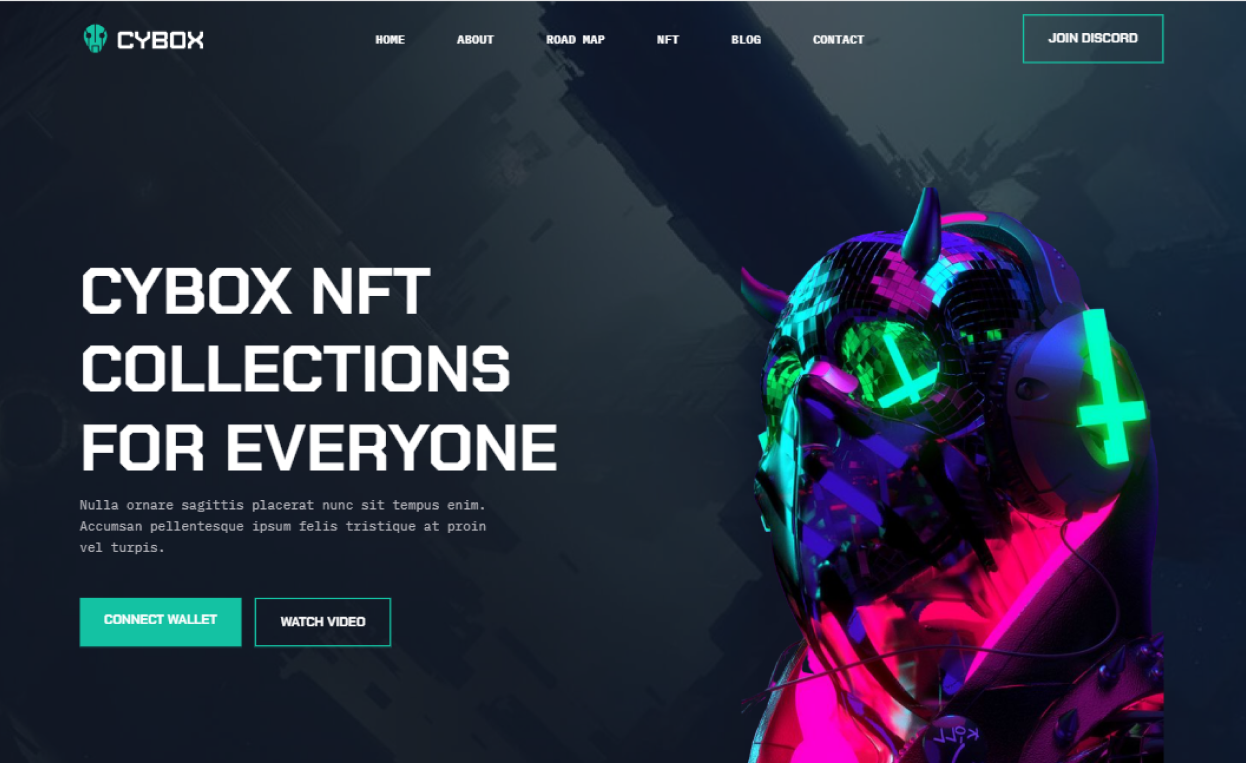 CYBOX
HOME
ABOUT
ROAD MAP
NFT
BLOG
CONTACT
JOIN DISCORD
CYBOX NFT
COLLECTIONS
FOR EVERYONE
Nulla ornare sagittis placerat nunc sit tempus enim.
Accumsan pellentesque ipsum felis tristique at proin
vel turpis.
CONNECT WALLET
WATCH VIDEO